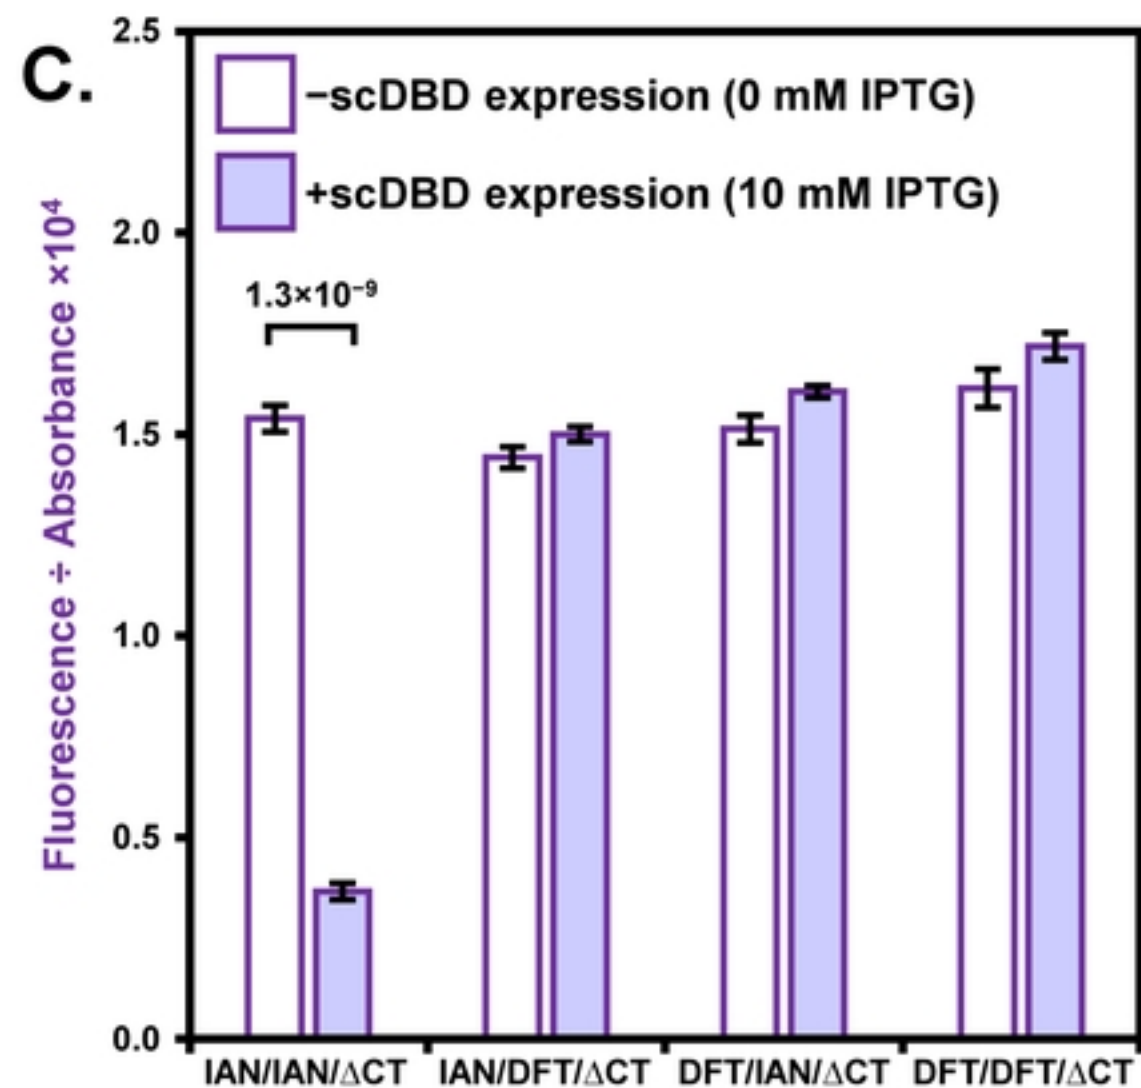 C.
2.5
−scDBD expression (0 mM IPTG)
+scDBD expression (10 mM IPTG)
2.0
1.3×10⁻⁹
1.5
1.0
0.5
0.0
Fluorescence ÷ Absorbance ×10⁴
IAN/IAN/ΔCT IAN/DFT/ΔCT DFT/IAN/ΔCT DFT/DFT/ΔCT